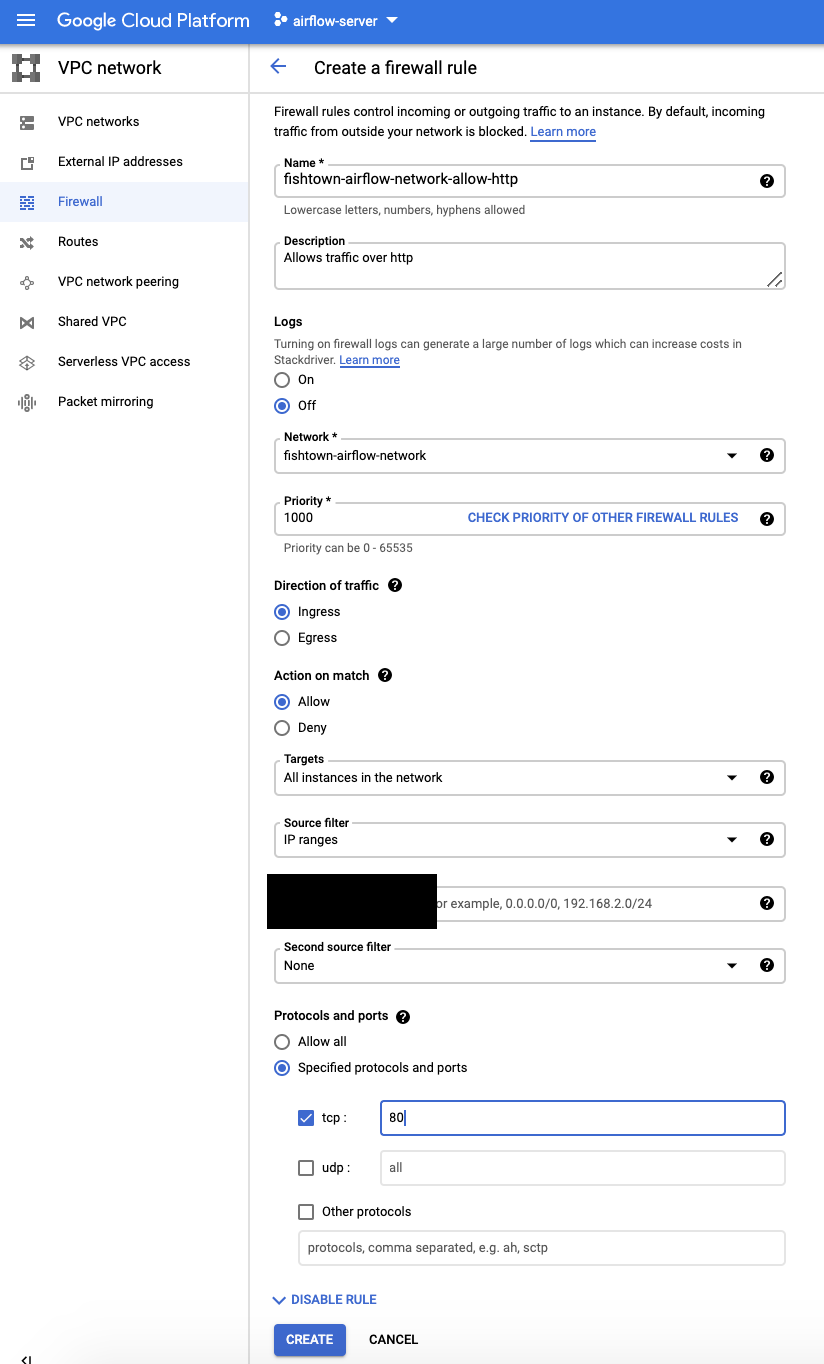 Google Cloud Platform
airflow-server
VPC network
Create a firewall rule
VPC networks
External IP addresses
Firewall
Routes
VPC network peering
Shared VPC
Serverless VPC access
Packet mirroring
Firewall rules control incoming or outgoing traffic to an instance. By default, incoming
traffic from outside your network is blocked. Learn more
Name *
fishtown-airflow-network-allow-http
Lowercase letters, numbers, hyphens allowed
Description
Allows traffic over http
Logs
Turning on firewall logs can generate a large number of logs which can increase costs in
Stackdriver. Learn more
On
Off
Network *
fishtown-airflow-network
Priority *
1000
CHECK PRIORITY OF OTHER FIREWALL RULES
Priority can be 0 - 65535
Direction of traffic
Ingress
Egress
Action on match
Allow
Deny
Targets
All instances in the network
Source filter
IP ranges
or example, 0.0.0.0/0, 192.168.2.0/24
Second source filter
None
Protocols and ports
Allow all
Specified protocols and ports
tcp :
80
udp :
all
Other protocols
protocols, comma separated, e.g. ah, sctp
DISABLE RULE
CREATE
CANCEL